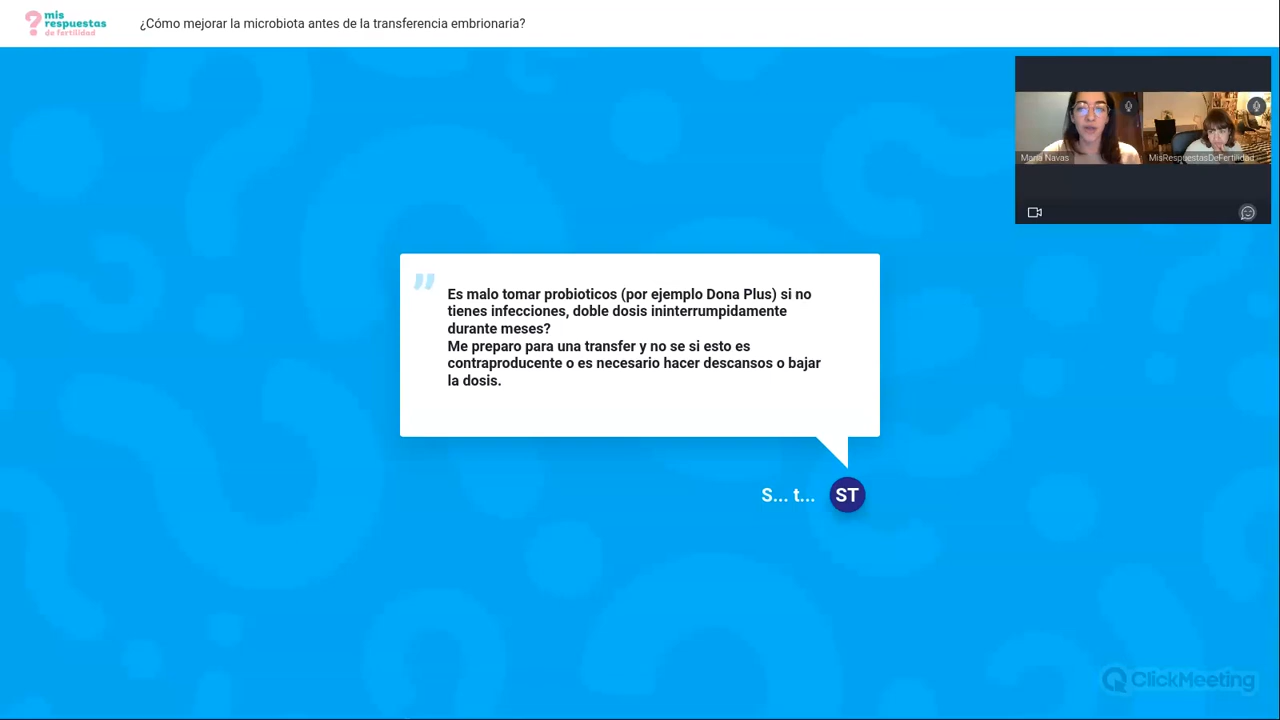 mis
respuestas
de fertilidad
¿Cómo mejorar la microbiota antes de la transferencia embrionaria?
María Navas
MisRespuestasDeFertilidad
Es malo tomar probioticos (por ejemplo Dona Plus) si no
tienes infecciones, doble dosis ininterrumpidamente
durante meses?
Me preparo para una transfer y no se si esto es
contraproducente o es necesario hacer descansos o bajar
la dosis.
S... t...
ST
ClickMeeting